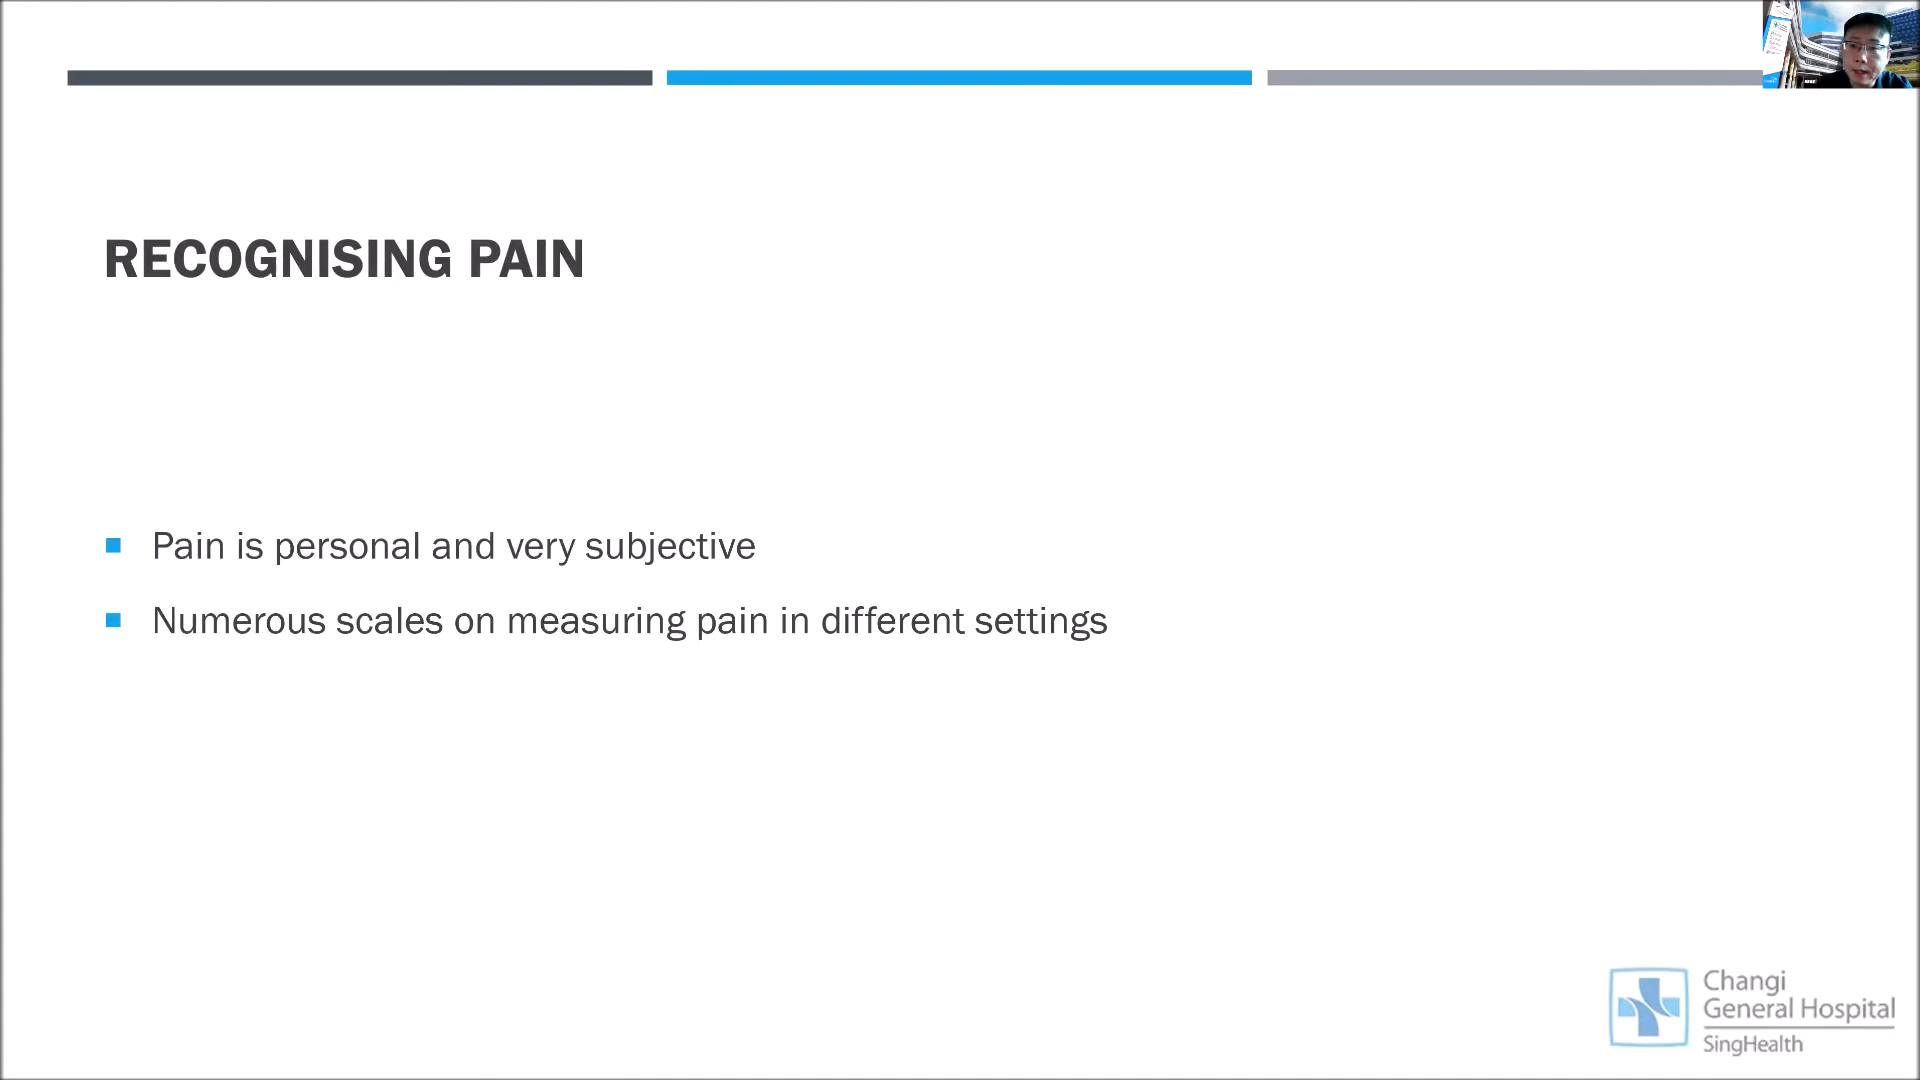 RECOGNISING PAIN
Pain is personal and very subjective
Numerous scales on measuring pain in different settings
Changi
General Hospital
SingHealth